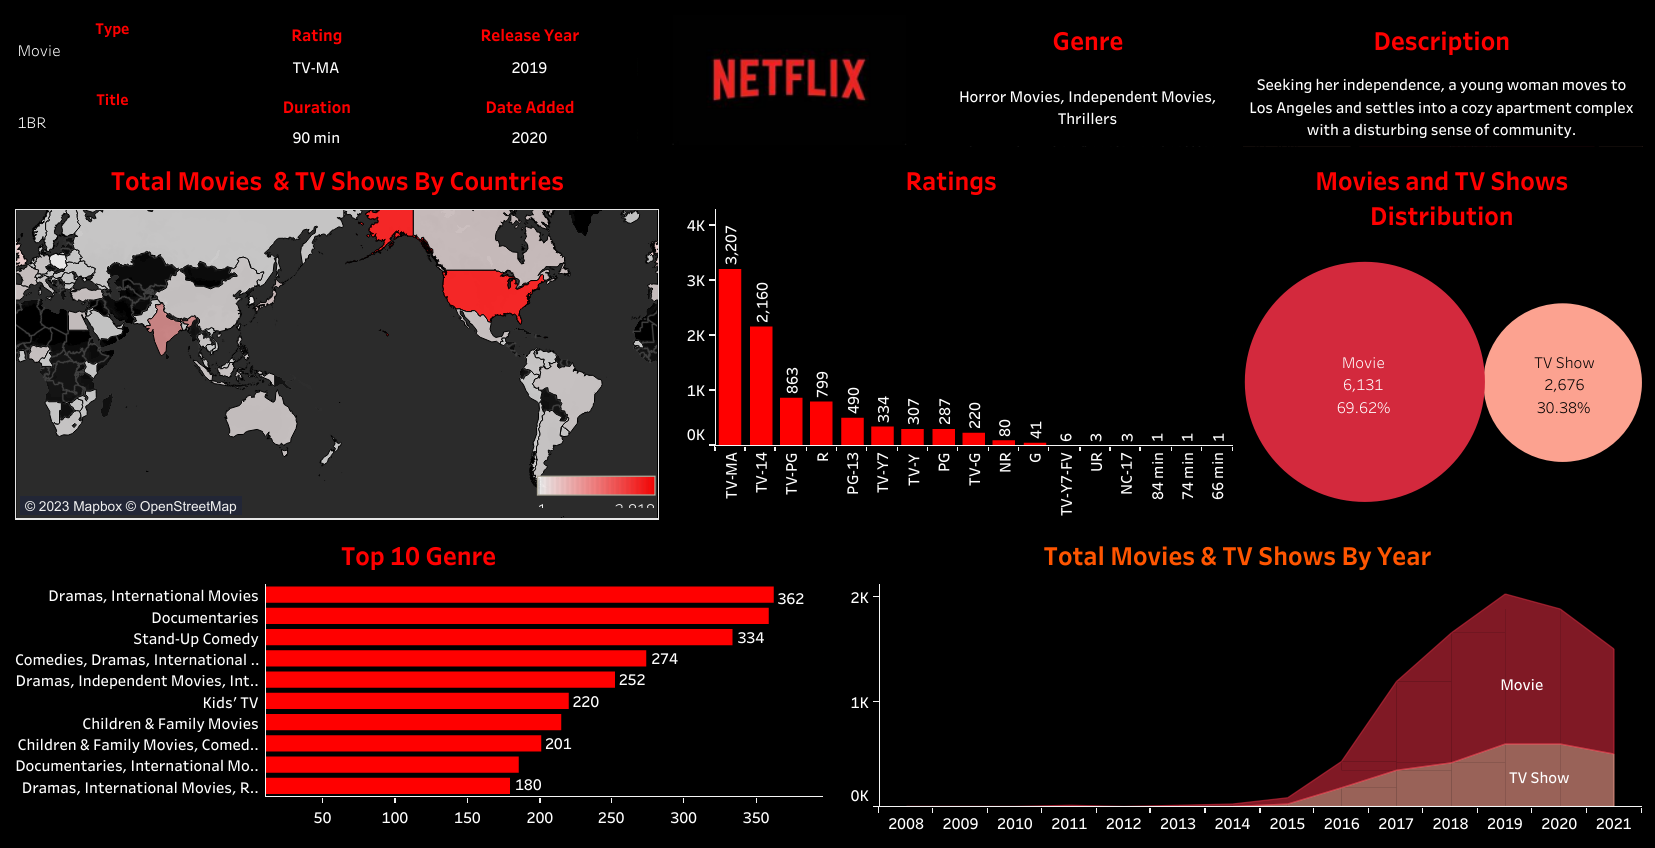 Type
Movie
Title
1BR
Rating
TV-MA
Duration
90 min
Release Year
2019
Date Added
2020
NETFLIX
Genre
Horror Movies, Independent Movies,
Thrillers
Description
Seeking her independence, a young woman moves to
Los Angeles and settles into a cozy apartment complex
with a disturbing sense of community.
Total Movies & TV Shows By Countries
© 2023 Mapbox © OpenStreetMap
Ratings
4K
3K
2K
1K
0K
3,207
2,160
863
799
490
334
307
287
220
80
41
6
3
3
1
1
1
TV-MA
TV-14
TV-PG
R
PG-13
TV-Y7
TV-Y
PG
TV-G
NR
G
TV-Y7-FV
UR
NC-17
84 min
74 min
66 min
Movies and TV Shows
Distribution
Movie
6,131
69.62%
TV Show
2,676
30.38%
Top 10 Genre
Dramas, International Movies 362
Documentaries
Stand-Up Comedy 334
Comedies, Dramas, International .. 274
Dramas, Independent Movies, Int.. 252
Kids' TV 220
Children & Family Movies
Children & Family Movies, Comed.. 201
Documentaries, International Mo..
Dramas, International Movies, R.. 180
50 100 150 200 250 300 350
Total Movies & TV Shows By Year
2K
1K
0K
Movie
TV Show
2008 2009 2010 2011 2012 2013 2014 2015 2016 2017 2018 2019 2020 2021